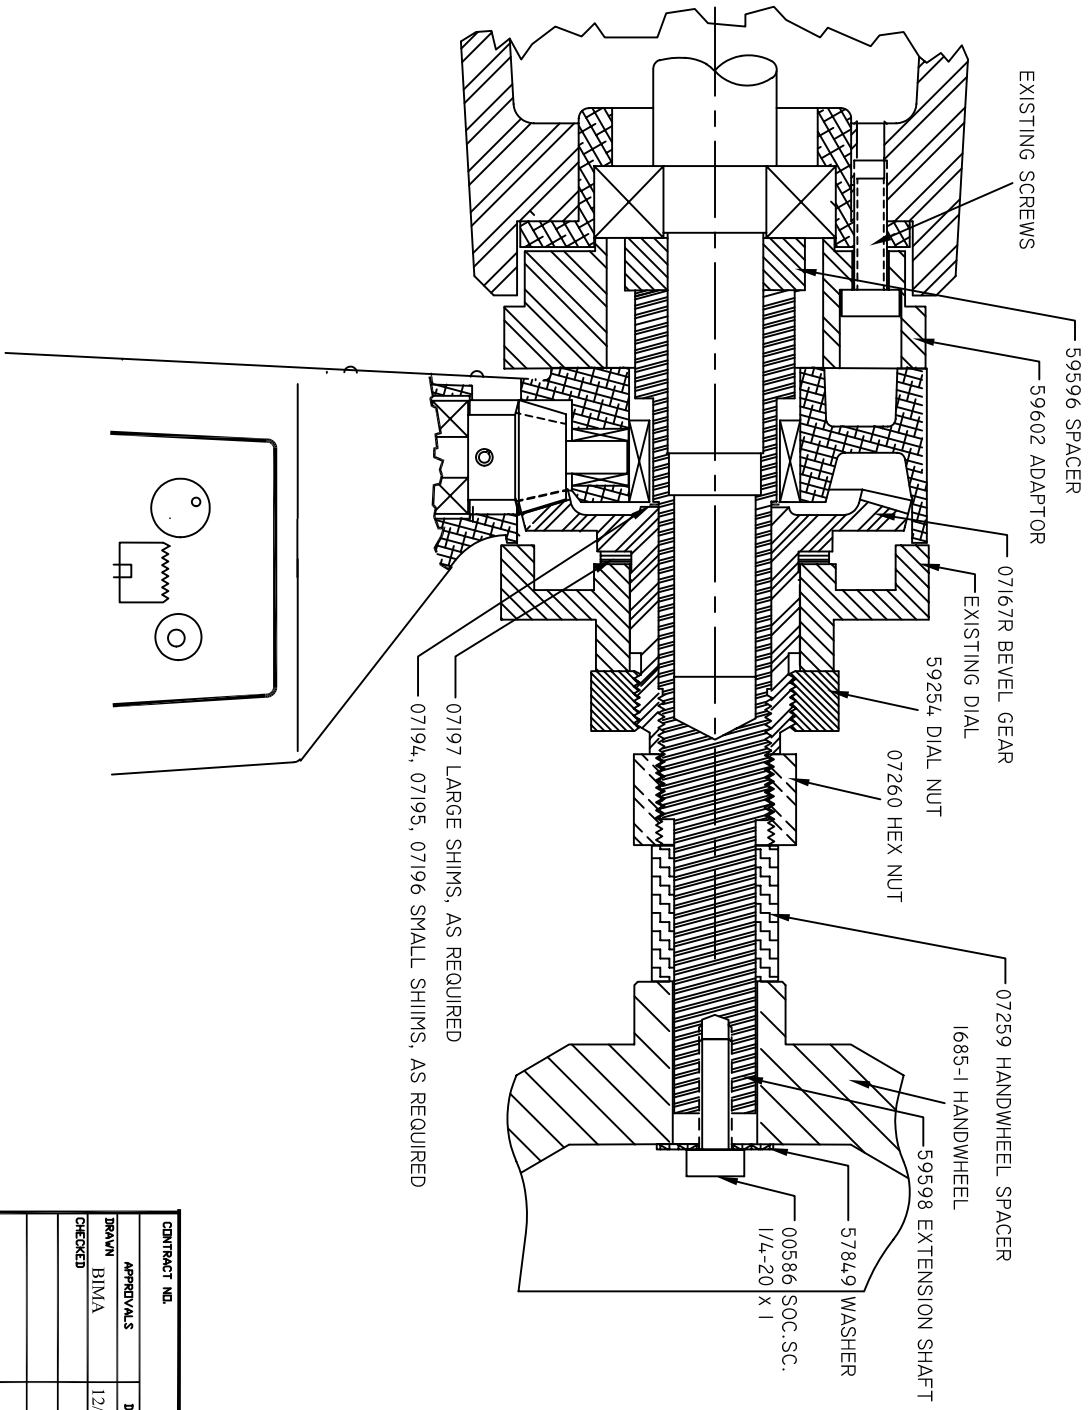 EXISTING SCREWS
59596 SPACER
59602 ADAPTOR
07167R BEVEL GEAR
EXISTING DIAL
59254 DIAL NUT
07260 HEX NUT
07259 HANDWHEEL SPACER
1685-1 HANDWHEEL
59598 EXTENSION SHAFT
57849 WASHER
00586 SOC.SC.
1/4-20 X 1
07197 LARGE SHIMS, AS REQUIRED
07194, 07195, 07196 SMALL SHIIMS, AS REQUIRED
CONTRACT NO.
APPROVALS D
DRAWN BIMA 12/
CHECKED